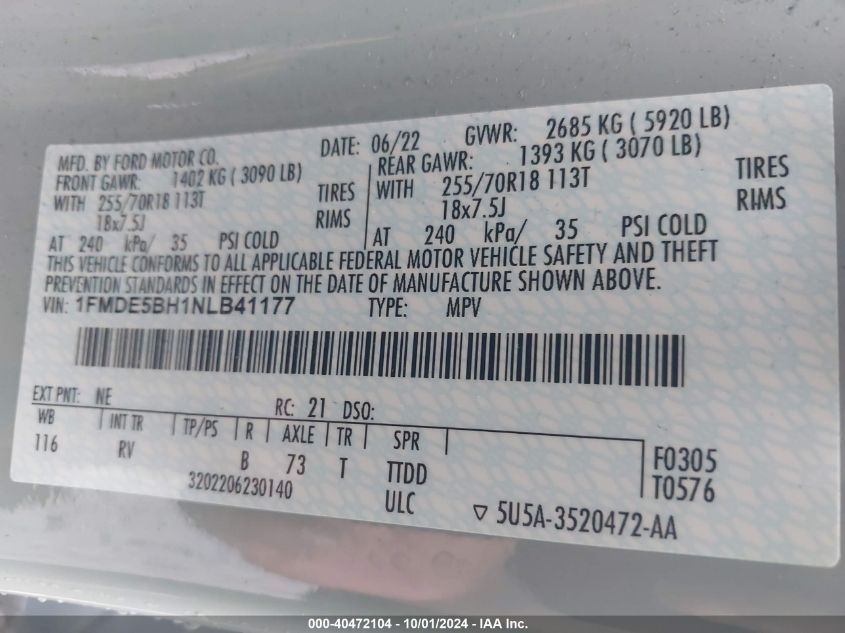 MFD. BY FORD MOTOR CO. DATE: 06/22 GVWR: 2685 KG ( 5920 LB)
FRONT GAWR: 1402 KG ( 3090 LB) REAR GAWR: 1393 KG ( 3070 LB)
WITH 255/70R18 113T TIRES WITH 255/70R18 113T TIRES
18x7.5J RIMS 18x7.5J RIMS
AT 240 kPa/ 35 PSI COLD AT 240 kPa/ 35 PSI COLD
THIS VEHICLE CONFORMS TO ALL APPLICABLE FEDERAL MOTOR VEHICLE SAFETY AND THEFT
PREVENTION STANDARDS IN EFFECT ON THE DATE OF MANUFACTURE SHOWN ABOVE.
VIN: 1FMDE5BH1NLB41177 TYPE: MPV
EXT PNT: NE RC: 21 DSO:
WB INT TR TP/PS R AXLE TR SPR F0305
116 RV B 73 T TTDD T0576
3202206230140 ULC ▽ 5U5A-3520472-AA
000-40472104 - 10/01/2024 - IAA Inc.